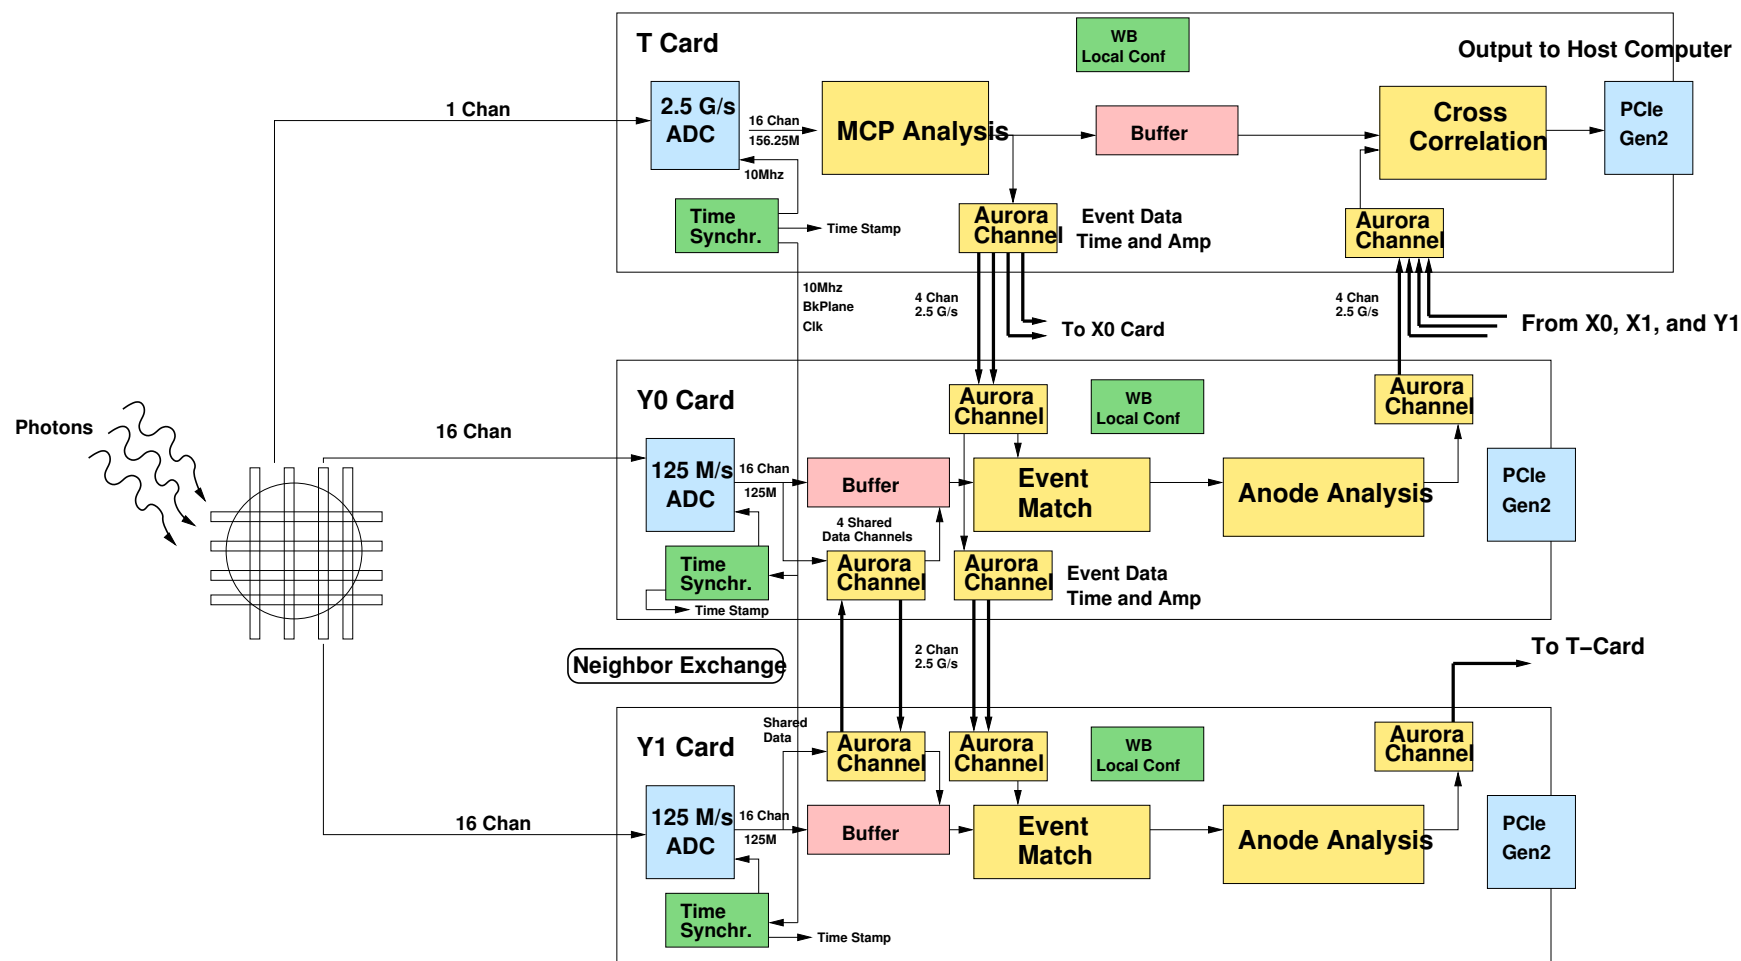 T Card
WB
Local Conf
Output to Host Computer
1 Chan
2.5 G/s
ADC
16 Chan
156.25M
10Mhz
MCP Analysis
Buffer
Cross
Correlation
PCIe
Gen2
Time
Synchr.
Time Stamp
Aurora
Channel
Event Data
Time and Amp
Aurora
Channel
10Mhz
BkPlane
Clk
4 Chan
2.5 G/s
To X0 Card
4 Chan
2.5 G/s
From X0, X1, and Y1
Photons
16 Chan
Y0 Card
125 M/s
ADC
16 Chan
125M
Buffer
Aurora
Channel
WB
Local Conf
Aurora
Channel
Event
Match
Anode Analysis
PCIe
Gen2
4 Shared
Data Channels
Time
Synchr.
Time Stamp
Aurora
Channel
Aurora
Channel
Event Data
Time and Amp
Neighbor Exchange
2 Chan
2.5 G/s
To T−Card
Y1 Card
Shared
Data
Aurora
Channel
Aurora
Channel
WB
Local Conf
Aurora
Channel
16 Chan
125 M/s
ADC
16 Chan
125M
Buffer
Event
Match
Anode Analysis
PCIe
Gen2
Time
Synchr.
Time Stamp